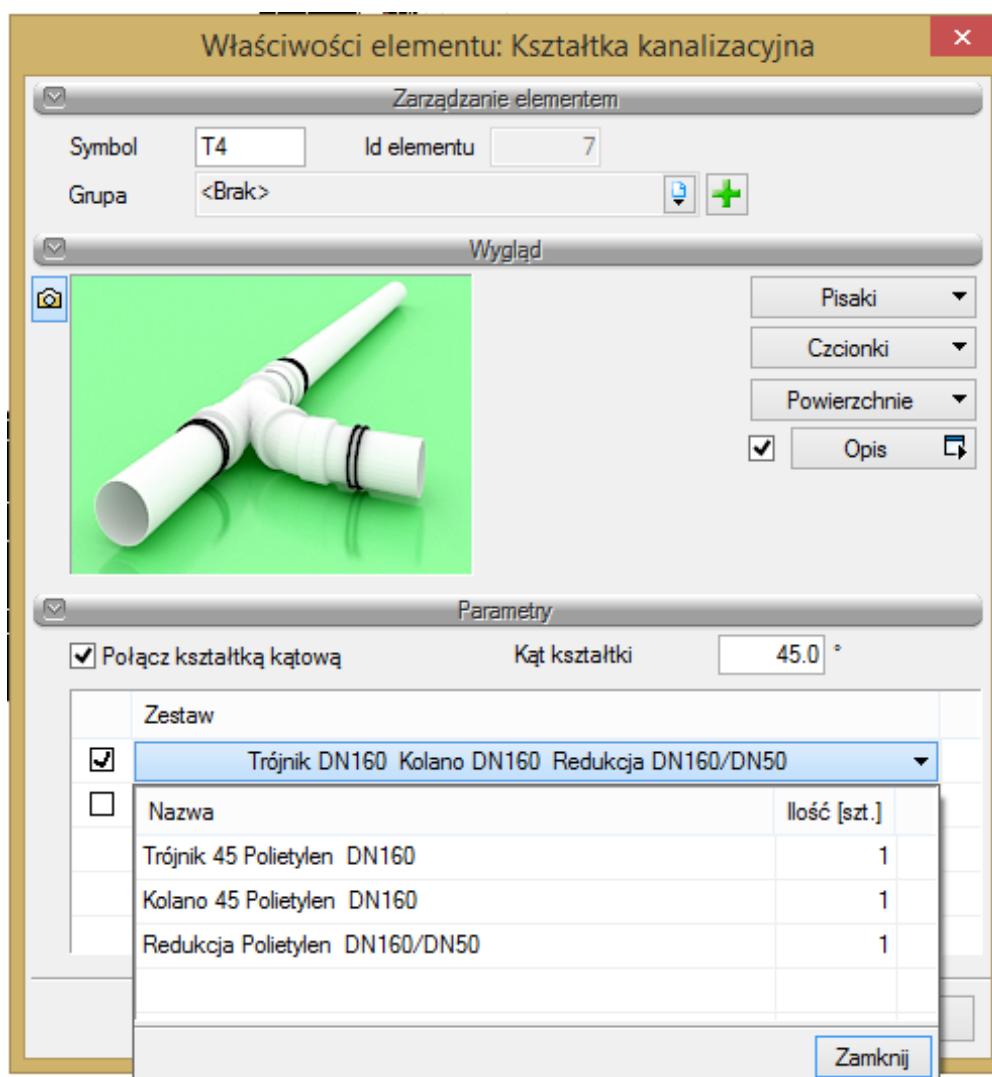 Właściwości elementu: Kształtka kanalizacyjna
Zarządzanie elementem
Symbol T4 Id elementu 7
Grupa <Brak>
Wygląd
Pisaki
Czcionki
Powierzchnie
Opis
Parametry
Połącz kształtką kątową Kąt kształtki 45.0 °
Zestaw
Trójnik DN160 Kolano DN160 Redukcja DN160/DN50
Nazwa Ilość [szt.]
Trójnik 45 Polietylen DN160 1
Kolano 45 Polietylen DN160 1
Redukcja Polietylen DN160/DN50 1
Zamknij